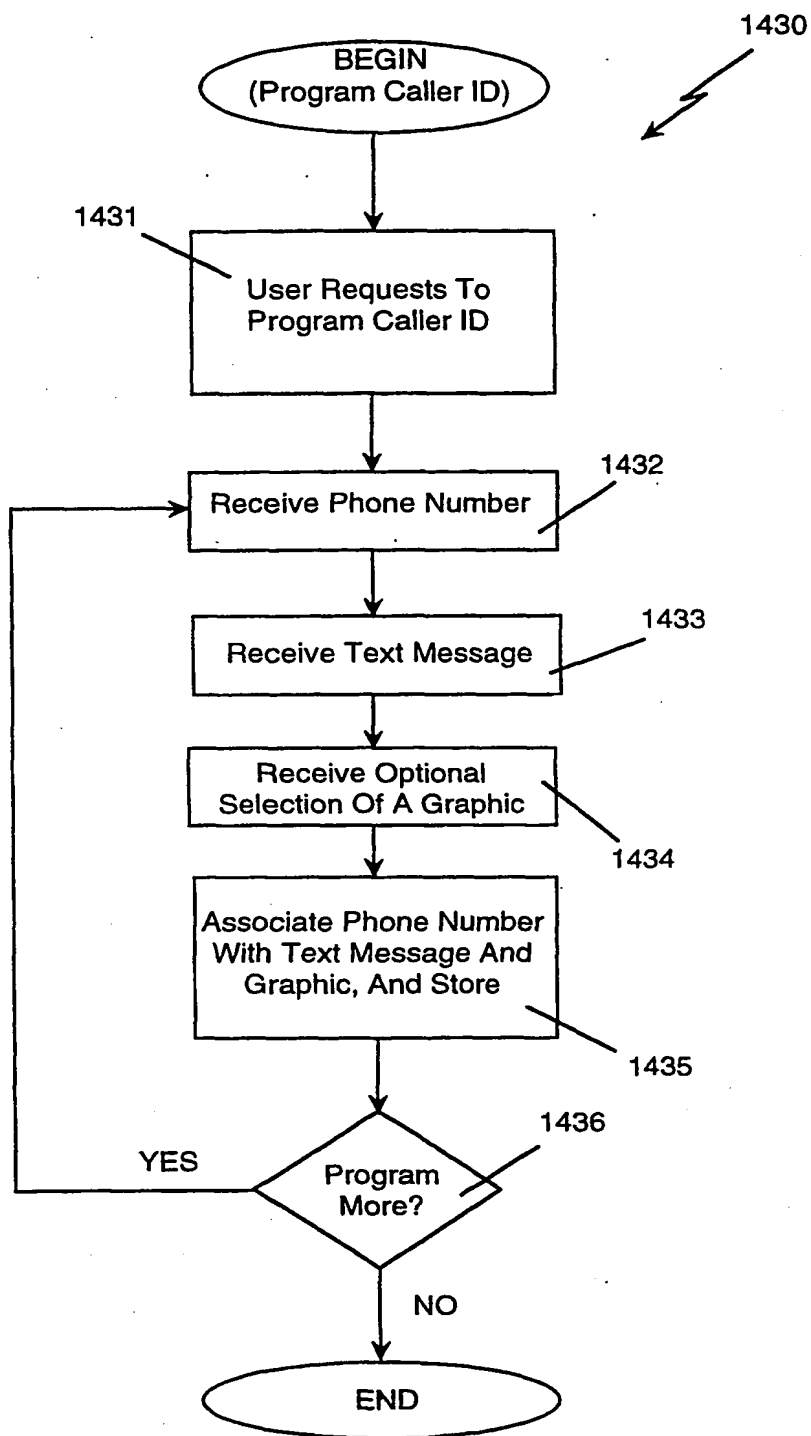 1430
BEGIN
(Program Caller ID)
1431
User Requests To
Program Caller ID
1432
Receive Phone Number
1433
Receive Text Message
Receive Optional
Selection Of A Graphic
1434
Associate Phone Number
With Text Message And
Graphic, And Store
1435
1436
YES
Program
More?
NO
END